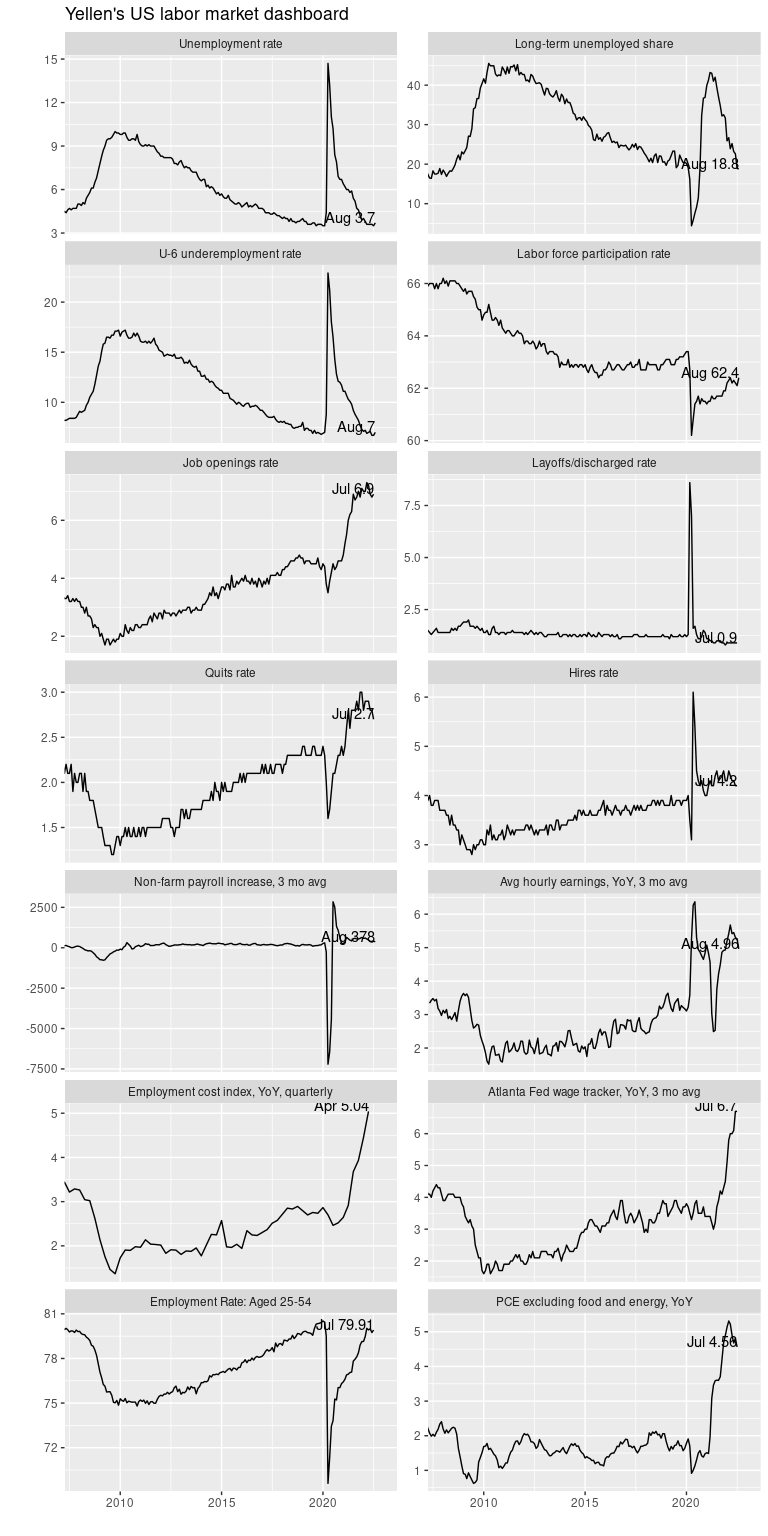 Yellen's US labor market dashboard
Unemployment rate
Long-term unemployed share
15
12
9
6
3
Aug 3.7
40
30
20
10
Aug 18.8
U-6 underemployment rate
Labor force participation rate
20
15
10
Aug 7
66
64
62
60
Aug 62.4
Job openings rate
Layoffs/discharged rate
6
4
2
Jul 6.9
7.5
5.0
2.5
Jul 0.9
Quits rate
Hires rate
3.0
2.5
2.0
1.5
Jul 2.7
6
5
4
3
Jul 4.2
Non-farm payroll increase, 3 mo avg
Avg hourly earnings, YoY, 3 mo avg
2500
0
-2500
-5000
-7500
Aug 378
6
5
4
3
2
Aug 4.96
Employment cost index, YoY, quarterly
Atlanta Fed wage tracker, YoY, 3 mo avg
5
4
3
2
Apr 5.04
6
5
4
3
2
Jul 6.7
Employment Rate: Aged 25-54
PCE excluding food and energy, YoY
81
78
75
72
Jul 79.91
5
4
3
2
1
Jul 4.56
2010
2015
2020
2010
2015
2020